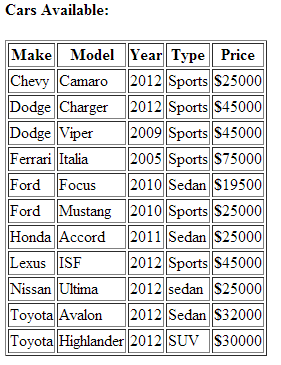 Cars Available:
Make Model Year Type Price
Chevy Camaro 2012 Sports $25000
Dodge Charger 2012 Sports $45000
Dodge Viper 2009 Sports $45000
Ferrari Italia 2005 Sports $75000
Ford Focus 2010 Sedan $19500
Ford Mustang 2010 Sports $25000
Honda Accord 2011 Sedan $25000
Lexus ISF 2012 Sports $45000
Nissan Ultima 2012 sedan $25000
Toyota Avalon 2012 Sedan $32000
Toyota Highlander 2012 SUV $30000